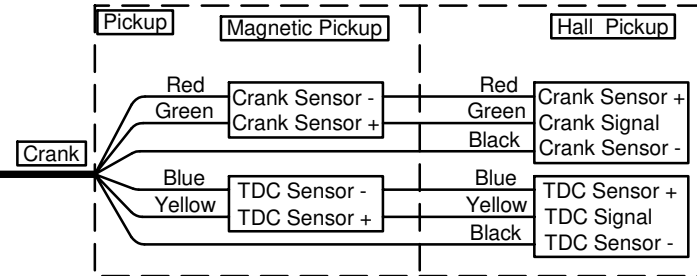 Pickup
Magnetic Pickup
Hall Pickup
Red
Crank Sensor -
Red
Crank Sensor +
Green
Crank Sensor +
Green
Crank Signal
Black
Crank Sensor -
Crank
Blue
TDC Sensor -
Blue
TDC Sensor +
Yellow
TDC Sensor +
Yellow
TDC Signal
Black
TDC Sensor -